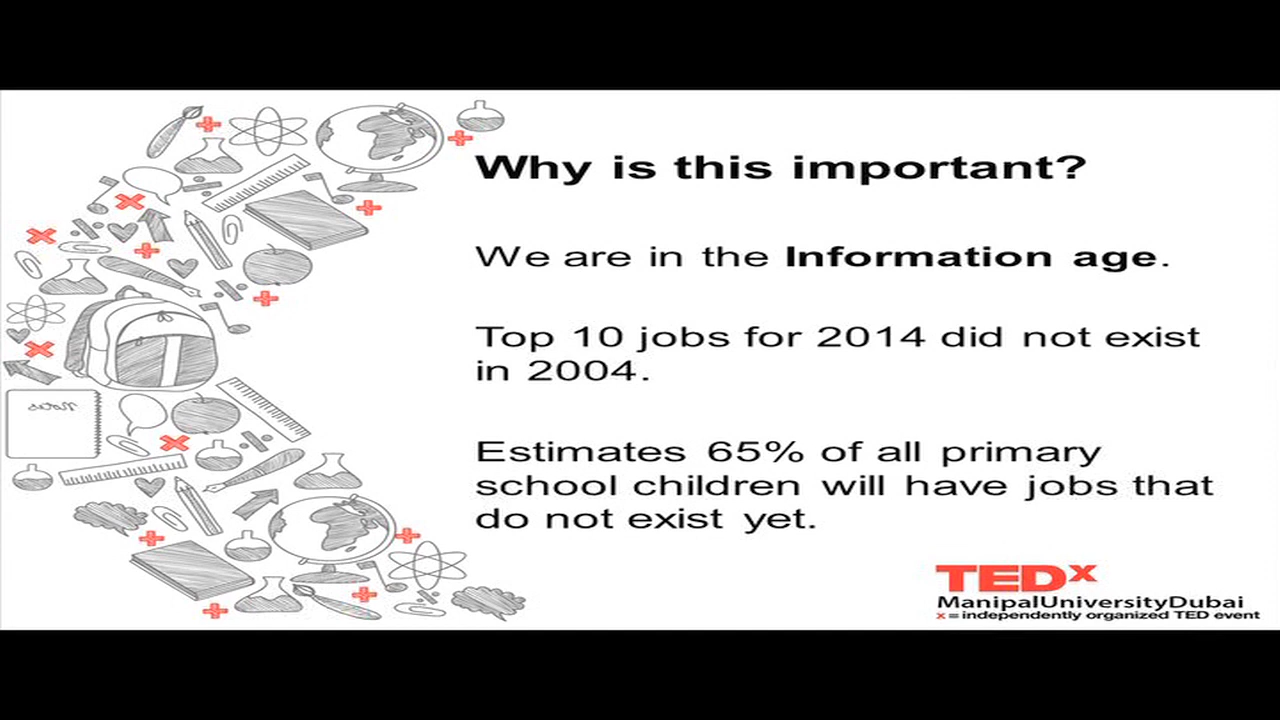 Why is this important?
We are in the Information age.
Top 10 jobs for 2014 did not exist
in 2004.
Notes
Estimates 65% of all primary
school children will have jobs that
do not exist yet.
TEDx
ManipalUniversityDubai
x = independently organized TED event